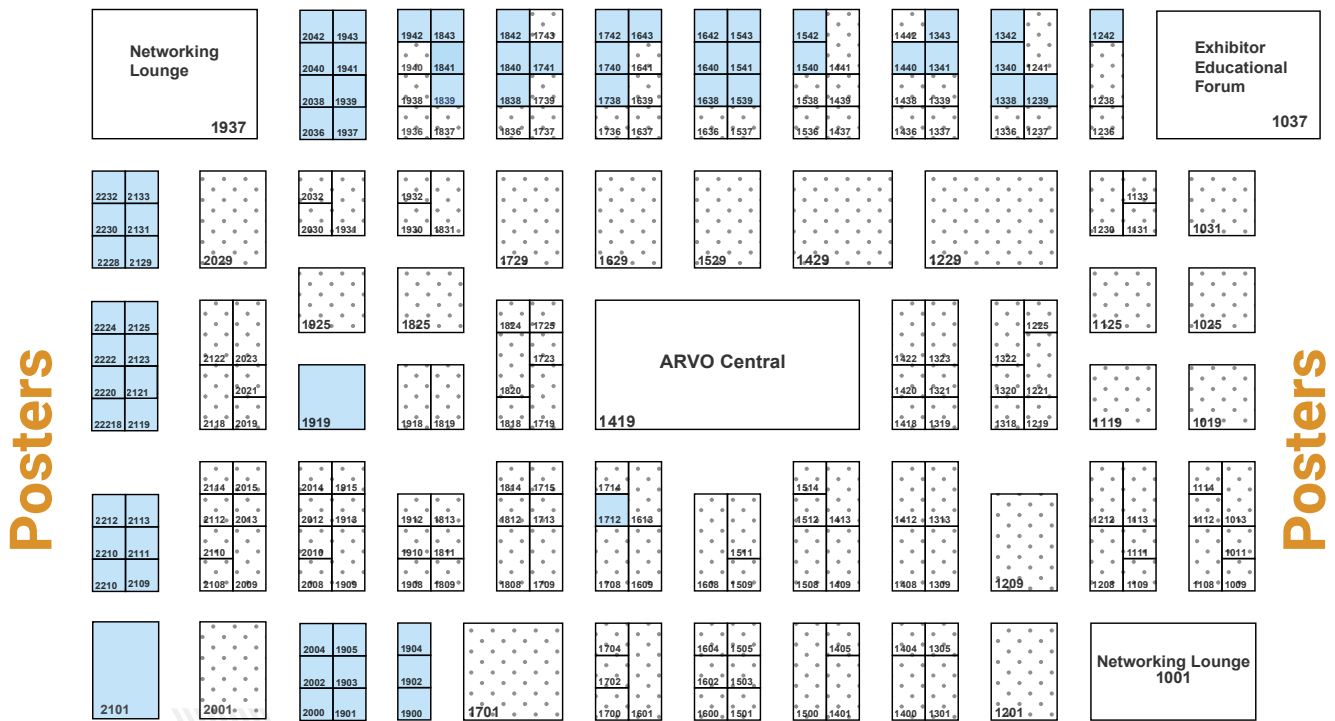 Networking
Lounge
1937
2042 1943 1942 1843 1842 1743 1742 1643 1642 1543 1542 1442 1343 1342 1242
Exhibitor
Educational
Forum
1037
2040 1941 1940 1841 1840 1741 1740 1641 1640 1541 1540 1441 1440 1341 1340 1241
2038 1939 1938 1839 1838 1739 1738 1639 1638 1539 1538 1439 1438 1339 1338 1239 1238
2036 1937 1936 1837 1836 1737 1736 1637 1636 1537 1536 1437 1436 1337 1336 1237 1236
2232 2133 2032 1932 1133
2230 2131 2030 1931 1930 1831 1230 1131 1031
2228 2129 2029 1729 1629 1529 1429 1229
2224 2125 1925 1825 1824 1725 1225 1125 1025
2222 2123 2122 2023 1723 1422 1323 1322
ARVO Central
2220 2121 2021 1820 1420 1321 1320 1221
22218 2119 2118 2019 1919 1918 1819 1818 1719 1419 1418 1319 1318 1219 1119 1019
Posters
Posters
2114 2015 2014 1915 1814 1715 1714 1514 1114
2212 2113 2112 2013 2012 1913 1912 1813 1812 1713 1712 1613 1512 1413 1412 1313 1212 1113 1112 1013
2210 2111 2110 2010 1910 1811 1511 1111 1011
2210 2109 2108 2009 2008 1909 1908 1809 1808 1709 1708 1609 1608 1509 1508 1409 1408 1309 1209 1208 1109 1108 1009
2004 1905 1904 1704 1604 1505 1405 1404 1305
2002 1903 1902 1702 1602 1503
2101 2001 2000 1901 1900 1701 1700 1601 1600 1501 1500 1401 1400 1301 1201
Networking Lounge
1001